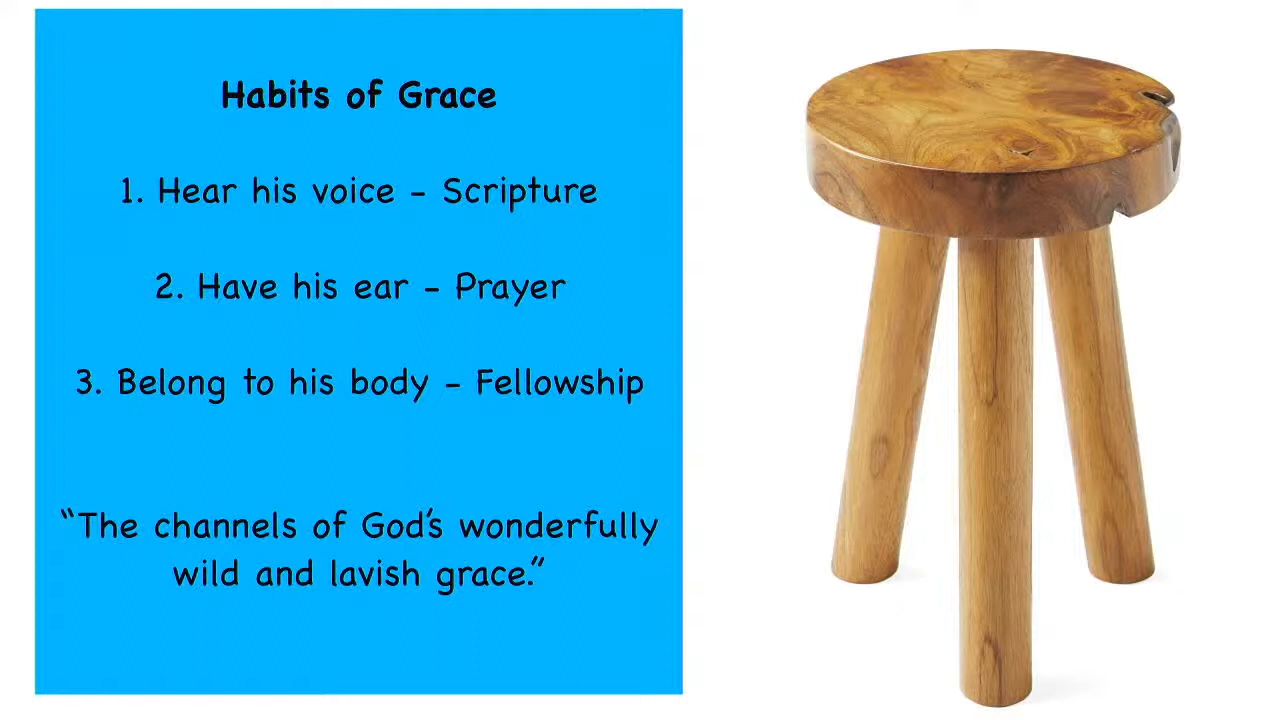 Habits of Grace
1. Hear his voice - Scripture
2. Have his ear - Prayer
3. Belong to his body - Fellowship
“The channels of God’s wonderfully
wild and lavish grace.”